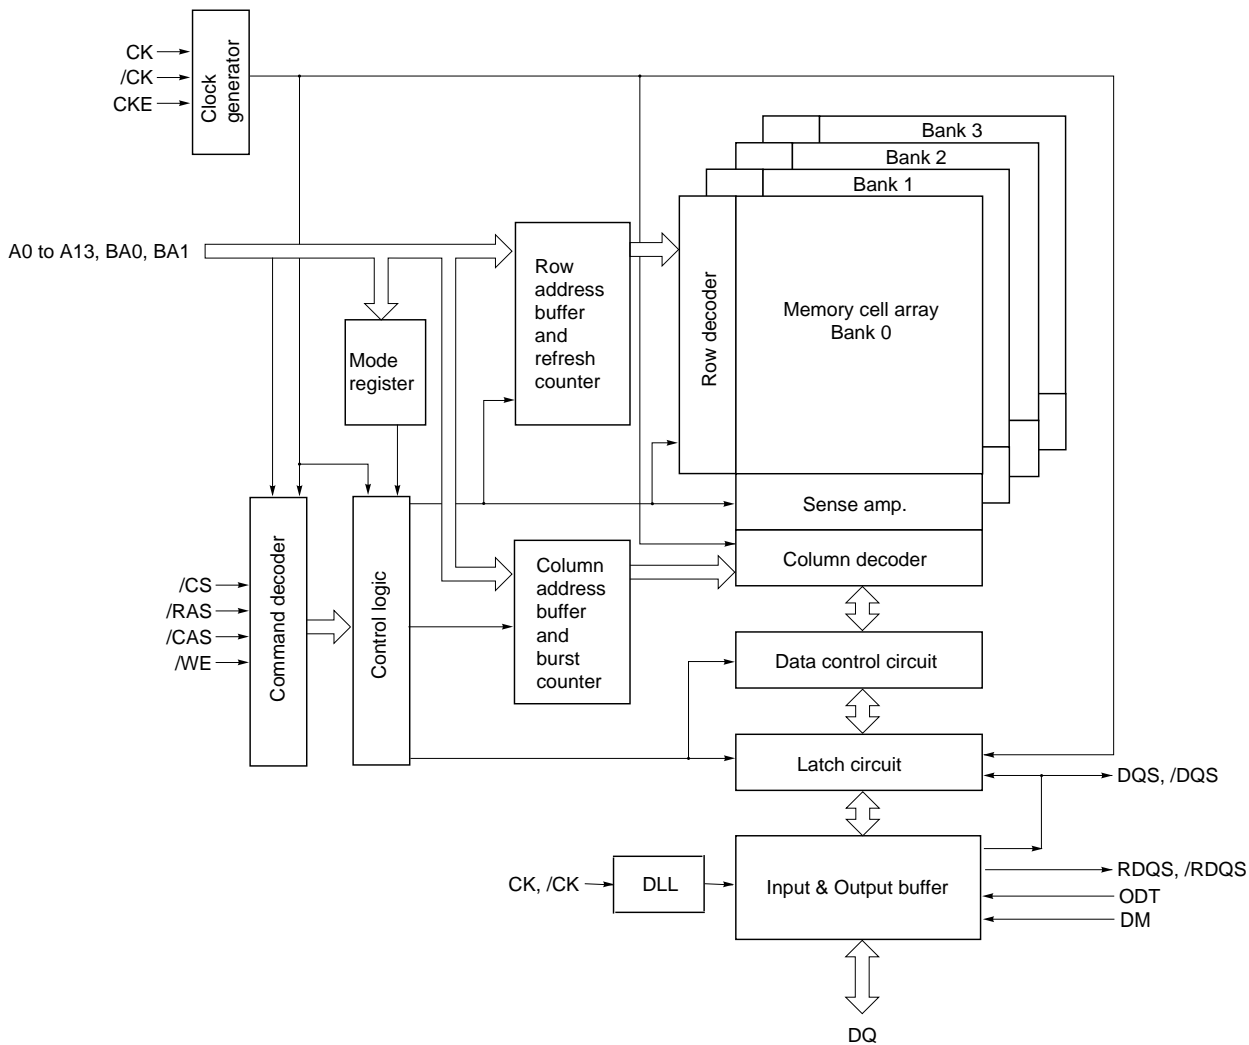 CK
/CK
CKE
Clock
generator
Bank 3
Bank 2
Bank 1
A0 to A13, BA0, BA1
Row
address
buffer
and
refresh
counter
Row decoder
Memory cell array
Bank 0
Mode
register
Sense amp.
Column decoder
Command decoder
Control logic
Column
address
buffer
and
burst
counter
/CS
/RAS
/CAS
/WE
Data control circuit
Latch circuit
DQS, /DQS
CK, /CK
DLL
Input & Output buffer
RDQS, /RDQS
ODT
DM
DQ